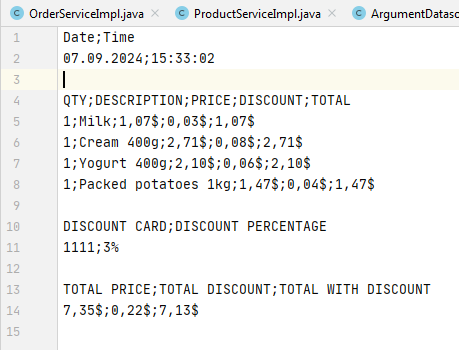 OrderServiceImpl.java × ProductServiceImpl.java × ArgumentDatasc
1 Date;Time
2 07.09.2024;15:33:02
3
4 QTY;DESCRIPTION;PRICE;DISCOUNT;TOTAL
5 1;Milk;1,07$;0,03$;1,07$
6 1;Cream 400g;2,71$;0,08$;2,71$
7 1;Yogurt 400g;2,10$;0,06$;2,10$
8 1;Packed potatoes 1kg;1,47$;0,04$;1,47$
9
10 DISCOUNT CARD;DISCOUNT PERCENTAGE
11 1111;3%
12
13 TOTAL PRICE;TOTAL DISCOUNT;TOTAL WITH DISCOUNT
14 7,35$;0,22$;7,13$
15